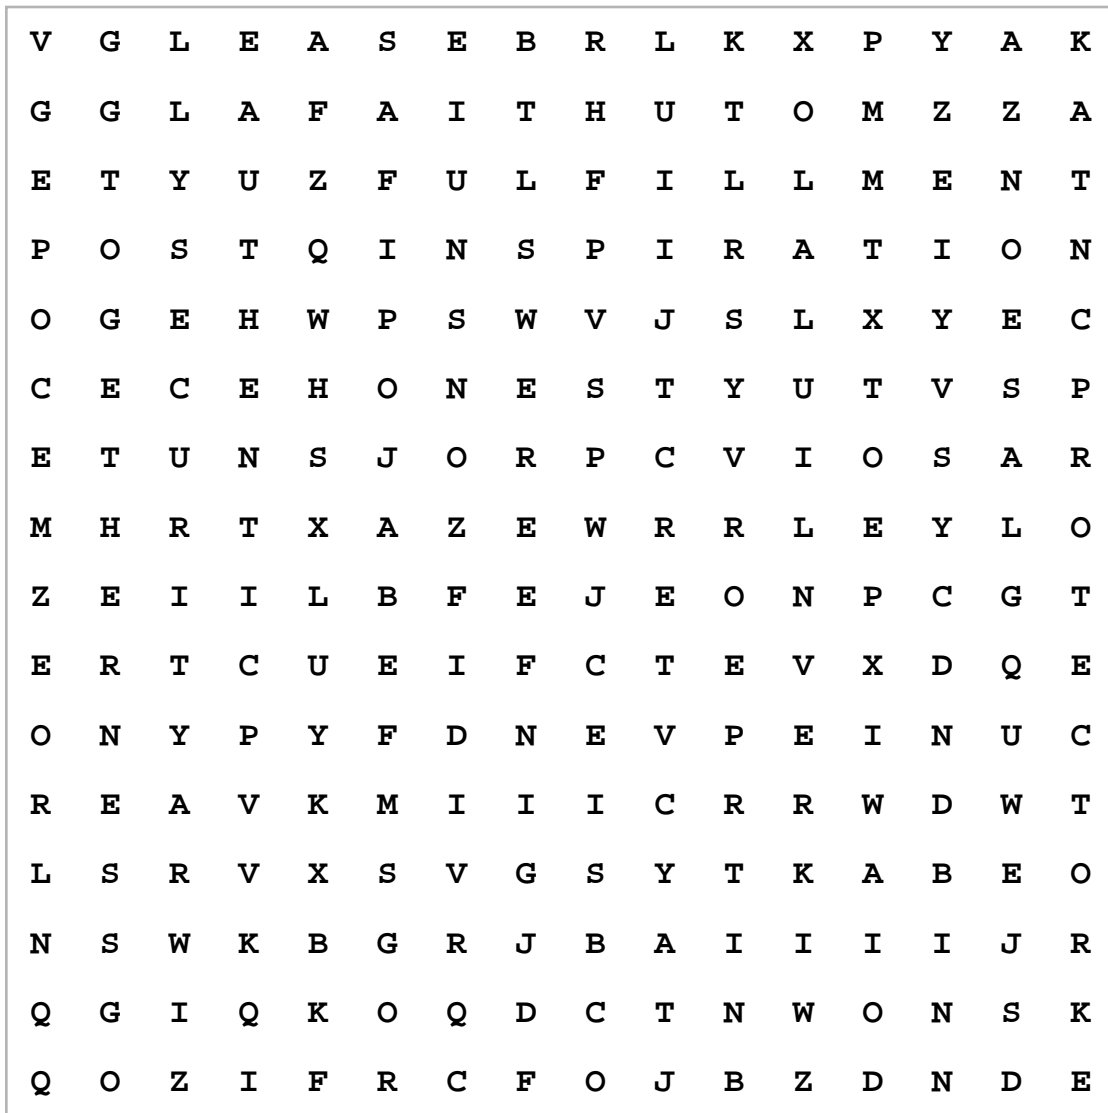 V G L E A S E B R L K X P Y A K
G G L A F A I T H U T O M Z Z A
E T Y U Z F U L F I L L M E N T
P O S T Q I N S P I R A T I O N
O G E H W P S W V J S L X Y E C
C E C E H O N E S T Y U T V S P
E T U N S J O R P C V I O S A R
M H R T X A Z E W R R L E Y L O
Z E I I L B F E J E O N P C G T
E R T C U E I F C T E V X D Q E
O N Y P Y F D N E V P E I N U C
R E A V K M I I I C R R W D W T
L S R V X S V G S Y T K A B E O
N S W K B G R J B A I I I I J R
Q G I Q K O Q D C T N W O N S K
Q O Z I F R C F O J B Z D N D E